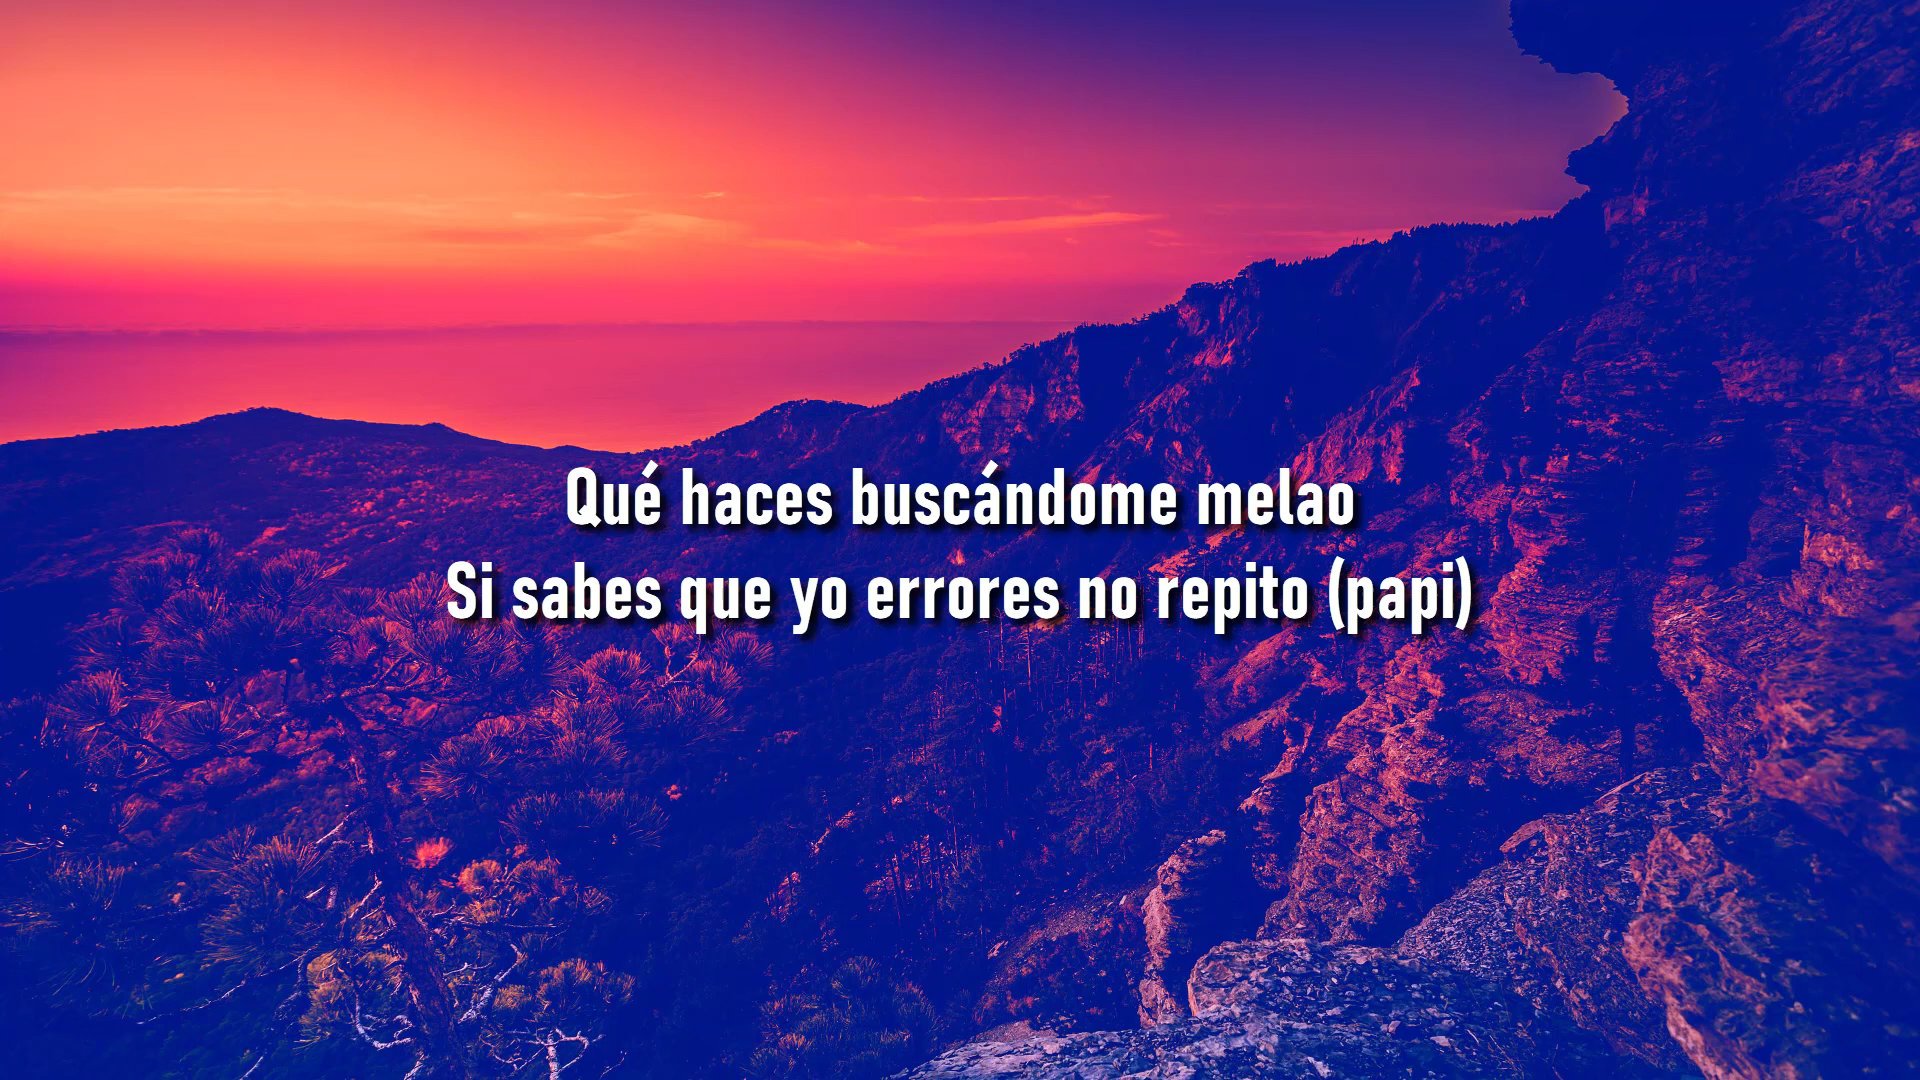 Qué haces buscándome melao
Si sabes que yo errores no repito (papi)